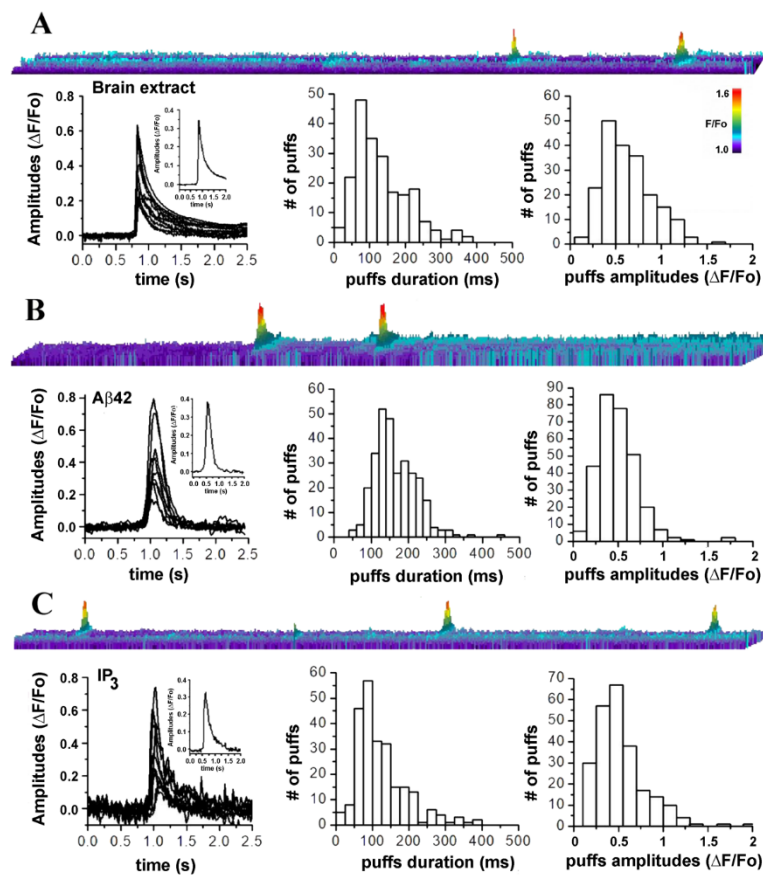 A
Brain extract
Amplitudes (ΔF/Fo)
0.8
0.6
0.4
0.2
0.0
0.0 0.5 1.0 1.5 2.0 2.5
time (s)
Amplitudes (ΔF/Fo)
0.4
0.3
0.2
0.1
0.0
0.0 0.5 1.0 1.5 2.0
time (s)
# of puffs
50
40
30
20
10
0
0 100 200 300 400 500
puffs duration (ms)
# of puffs
60
50
40
30
20
10
0
0 0.5 1 1.5 2
puffs amplitudes (ΔF/Fo)
1.6
F/Fo
1.0
B
Aβ42
Amplitudes (ΔF/Fo)
0.8
0.6
0.4
0.2
0.0
0.0 0.5 1.0 1.5 2.0 2.5
time (s)
Amplitudes (ΔF/Fo)
0.4
0.3
0.2
0.1
0.0
0.0 0.5 1.0 1.5 2.0
time (s)
# of puffs
60
50
40
30
20
10
0
0 100 200 300 400 500
puffs duration (ms)
# of puffs
90
80
70
60
50
40
30
20
10
0
0 0.5 1 1.5 2
puffs amplitudes (ΔF/Fo)
C
IP3
Amplitudes (ΔF/Fo)
0.8
0.6
0.4
0.2
0.0
0.0 0.5 1.0 1.5 2.0 2.5
time (s)
Amplitudes (ΔF/Fo)
0.4
0.3
0.2
0.1
0.0
0.0 0.5 1.0 1.5 2.0
time (s)
# of puffs
60
50
40
30
20
10
0
0 100 200 300 400 500
puffs duration (ms)
# of puffs
70
60
50
40
30
20
10
0
0 0.5 1 1.5 2
puffs amplitudes (ΔF/Fo)